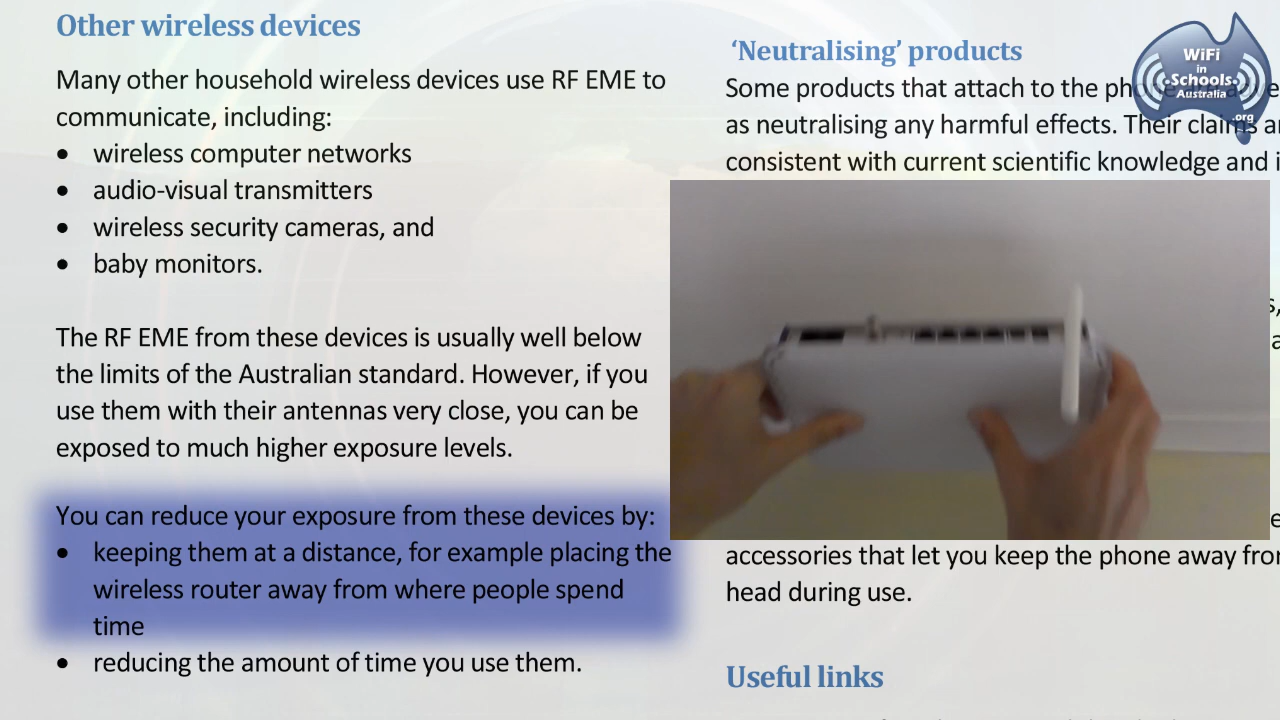 Other wireless devices
Many other household wireless devices use RF EME to
communicate, including:
• wireless computer networks
• audio-visual transmitters
• wireless security cameras, and
• baby monitors.
The RF EME from these devices is usually well below
the limits of the Australian standard. However, if you
use them with their antennas very close, you can be
exposed to much higher exposure levels.
You can reduce your exposure from these devices by:
• keeping them at a distance, for example placing the
wireless router away from where people spend
time
• reducing the amount of time you use them.
‘Neutralising’ products
Some products that attach to the
as neutralising any harmful effects. Their claims
consistent with current scientific knowledge and
accessories that let you keep the phone away
head during use.
Useful links
WiFi
in
Schools
Australia
.org